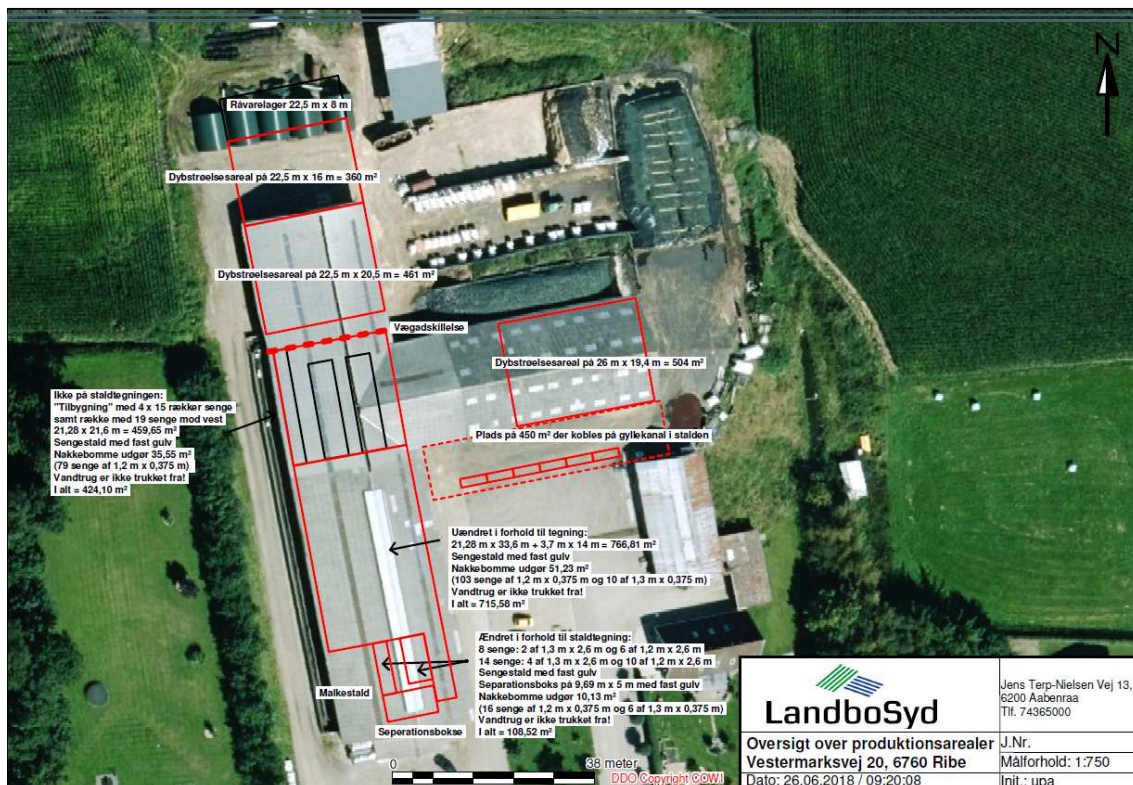 N
Råvarelager 22,5 m x 8 m
Dybstrøelsesareal på 22,5 m x 16 m = 360 m²
Dybstrøelsesareal på 22,5 m x 20,5 m = 461 m²
Vægadskillelse
Dybstrøelsesareal på 26 m x 19,4 m = 504 m²
Ikke på staldtegningen:
"Tilbygning" med 4 x 15 rækker senge
samt række med 19 senge mod vest
21,28 x 21,6 m = 459,65 m²
Sengestald med fast gulv
Nakkebomme udgør 35,55 m²
(79 senge af 1,2 m x 0,375 m)
Vandtrug er ikke trukket fra!
I alt = 424,10 m²
Plads på 450 m² der kobles på gyllekanal i stalden
Uændret i forhold til tegning:
21,28 m x 33,6 m + 3,7 m x 14 m = 766,81 m²
Sengestald med fast gulv
Nakkebomme udgør 51,23 m²
(103 senge af 1,2 m x 0,375 m og 10 af 1,3 m x 0,375 m)
Vandtrug er ikke trukket fra!
I alt = 715,58 m²
Ændret i forhold til staldtegning:
8 senge: 2 af 1,3 m x 2,6 m og 6 af 1,2 m x 2,6 m
14 senge: 4 af 1,3 m x 2,6 m og 10 af 1,2 m x 2,6 m
Sengestald med fast gulv
Separationsboks på 9,69 m x 5 m med fast gulv
Nakkebomme udgør 10,13 m²
(16 senge af 1,2 m x 0,375 m og 6 af 1,3 m x 0,375 m)
Vandtrug er ikke trukket fra!
I alt = 108,52 m²
Malkestald
Seperationsbokse
0 38 meter
DDO,Copyright COWI
LandboSyd
Jens Terp-Nielsen Vej 13,
6200 Aabenraa
Tlf. 74365000
Oversigt over produktionsarealer
Vestermarksvej 20, 6760 Ribe
J.Nr.
Målforhold: 1:750
Dato: 26.06.2018 / 09:20:08
Init.: upa